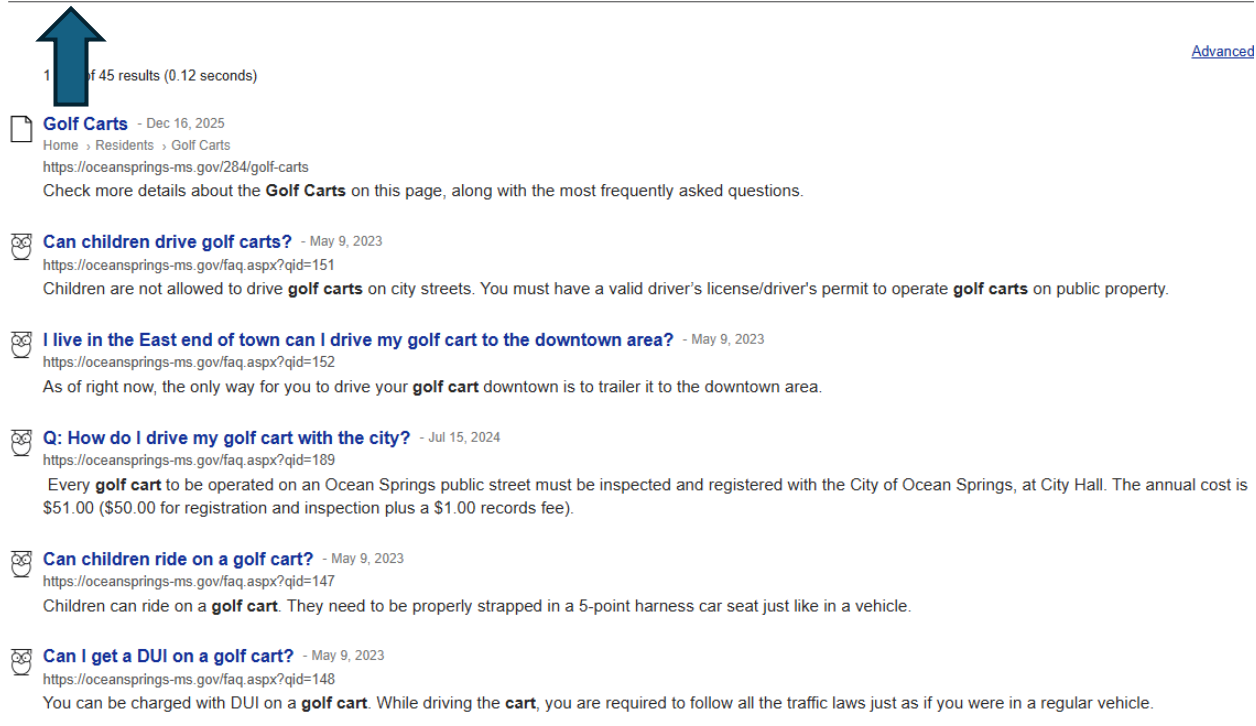 Advanced
1 of 45 results (0.12 seconds)
Golf Carts - Dec 16, 2025
Home › Residents › Golf Carts
https://oceansprings-ms.gov/284/golf-carts
Check more details about the Golf Carts on this page, along with the most frequently asked questions.
Can children drive golf carts? - May 9, 2023
https://oceansprings-ms.gov/faq.aspx?qid=151
Children are not allowed to drive golf carts on city streets. You must have a valid driver’s license/driver's permit to operate golf carts on public property.
I live in the East end of town can I drive my golf cart to the downtown area? - May 9, 2023
https://oceansprings-ms.gov/faq.aspx?qid=152
As of right now, the only way for you to drive your golf cart downtown is to trailer it to the downtown area.
Q: How do I drive my golf cart with the city? - Jul 15, 2024
https://oceansprings-ms.gov/faq.aspx?qid=189
Every golf cart to be operated on an Ocean Springs public street must be inspected and registered with the City of Ocean Springs, at City Hall. The annual cost is
$51.00 ($50.00 for registration and inspection plus a $1.00 records fee).
Can children ride on a golf cart? - May 9, 2023
https://oceansprings-ms.gov/faq.aspx?qid=147
Children can ride on a golf cart. They need to be properly strapped in a 5-point harness car seat just like in a vehicle.
Can I get a DUI on a golf cart? - May 9, 2023
https://oceansprings-ms.gov/faq.aspx?qid=148
You can be charged with DUI on a golf cart. While driving the cart, you are required to follow all the traffic laws just as if you were in a regular vehicle.